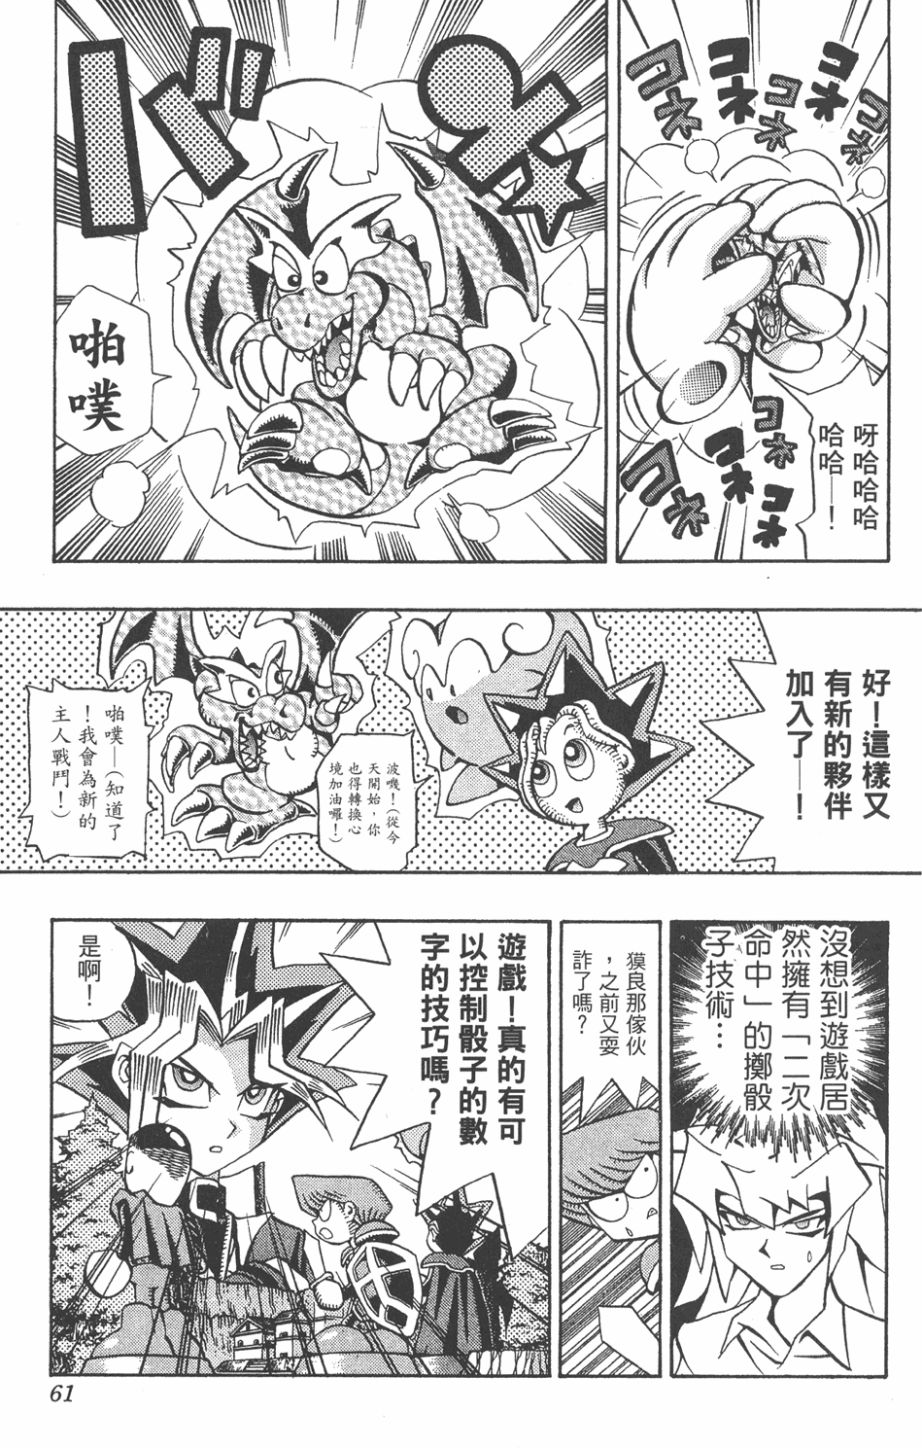 コネ
コネ
コネ
コネ
コネ
呀哈哈哈
哈哈—！
コネ
コネ
コネ
バ
啪
噗
好！這樣又
有新的夥伴
加入了—！
波嘰！（從今
天開始，你
也得轉換心
境加油囉！）
啪噗—（知道了
！我會為新的
主人戰鬥！）
沒想到遊戲居
然擁有「二次
命中」的擲骰
子技術…
獏良那傢伙
，之前又耍
詐了嗎？
遊戲！真的有可
以控制骰子的數
字的技巧嗎？
是啊！
61